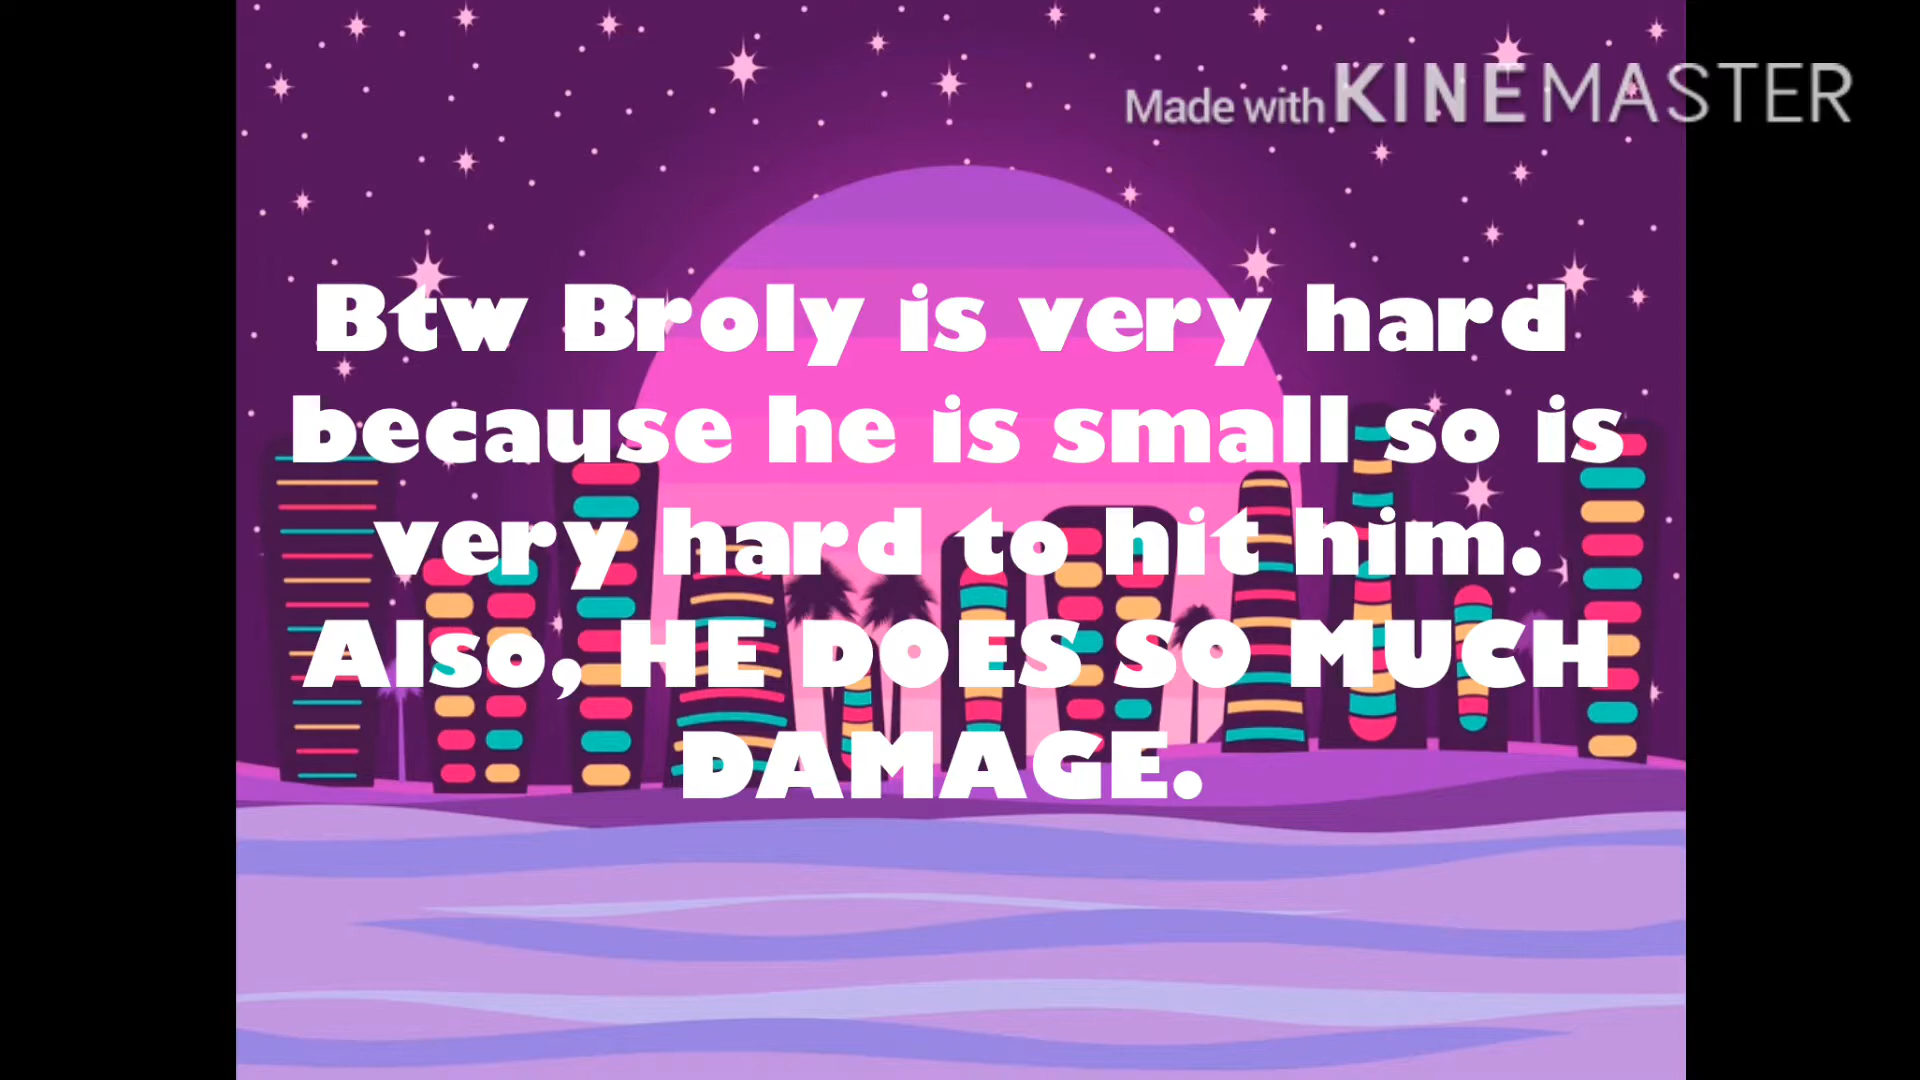 Made with KINEMASTER
Btw Broly is very hard
because he is small so is
very hard to hit him.
Also, HE DOES SO MUCH
DAMAGE.